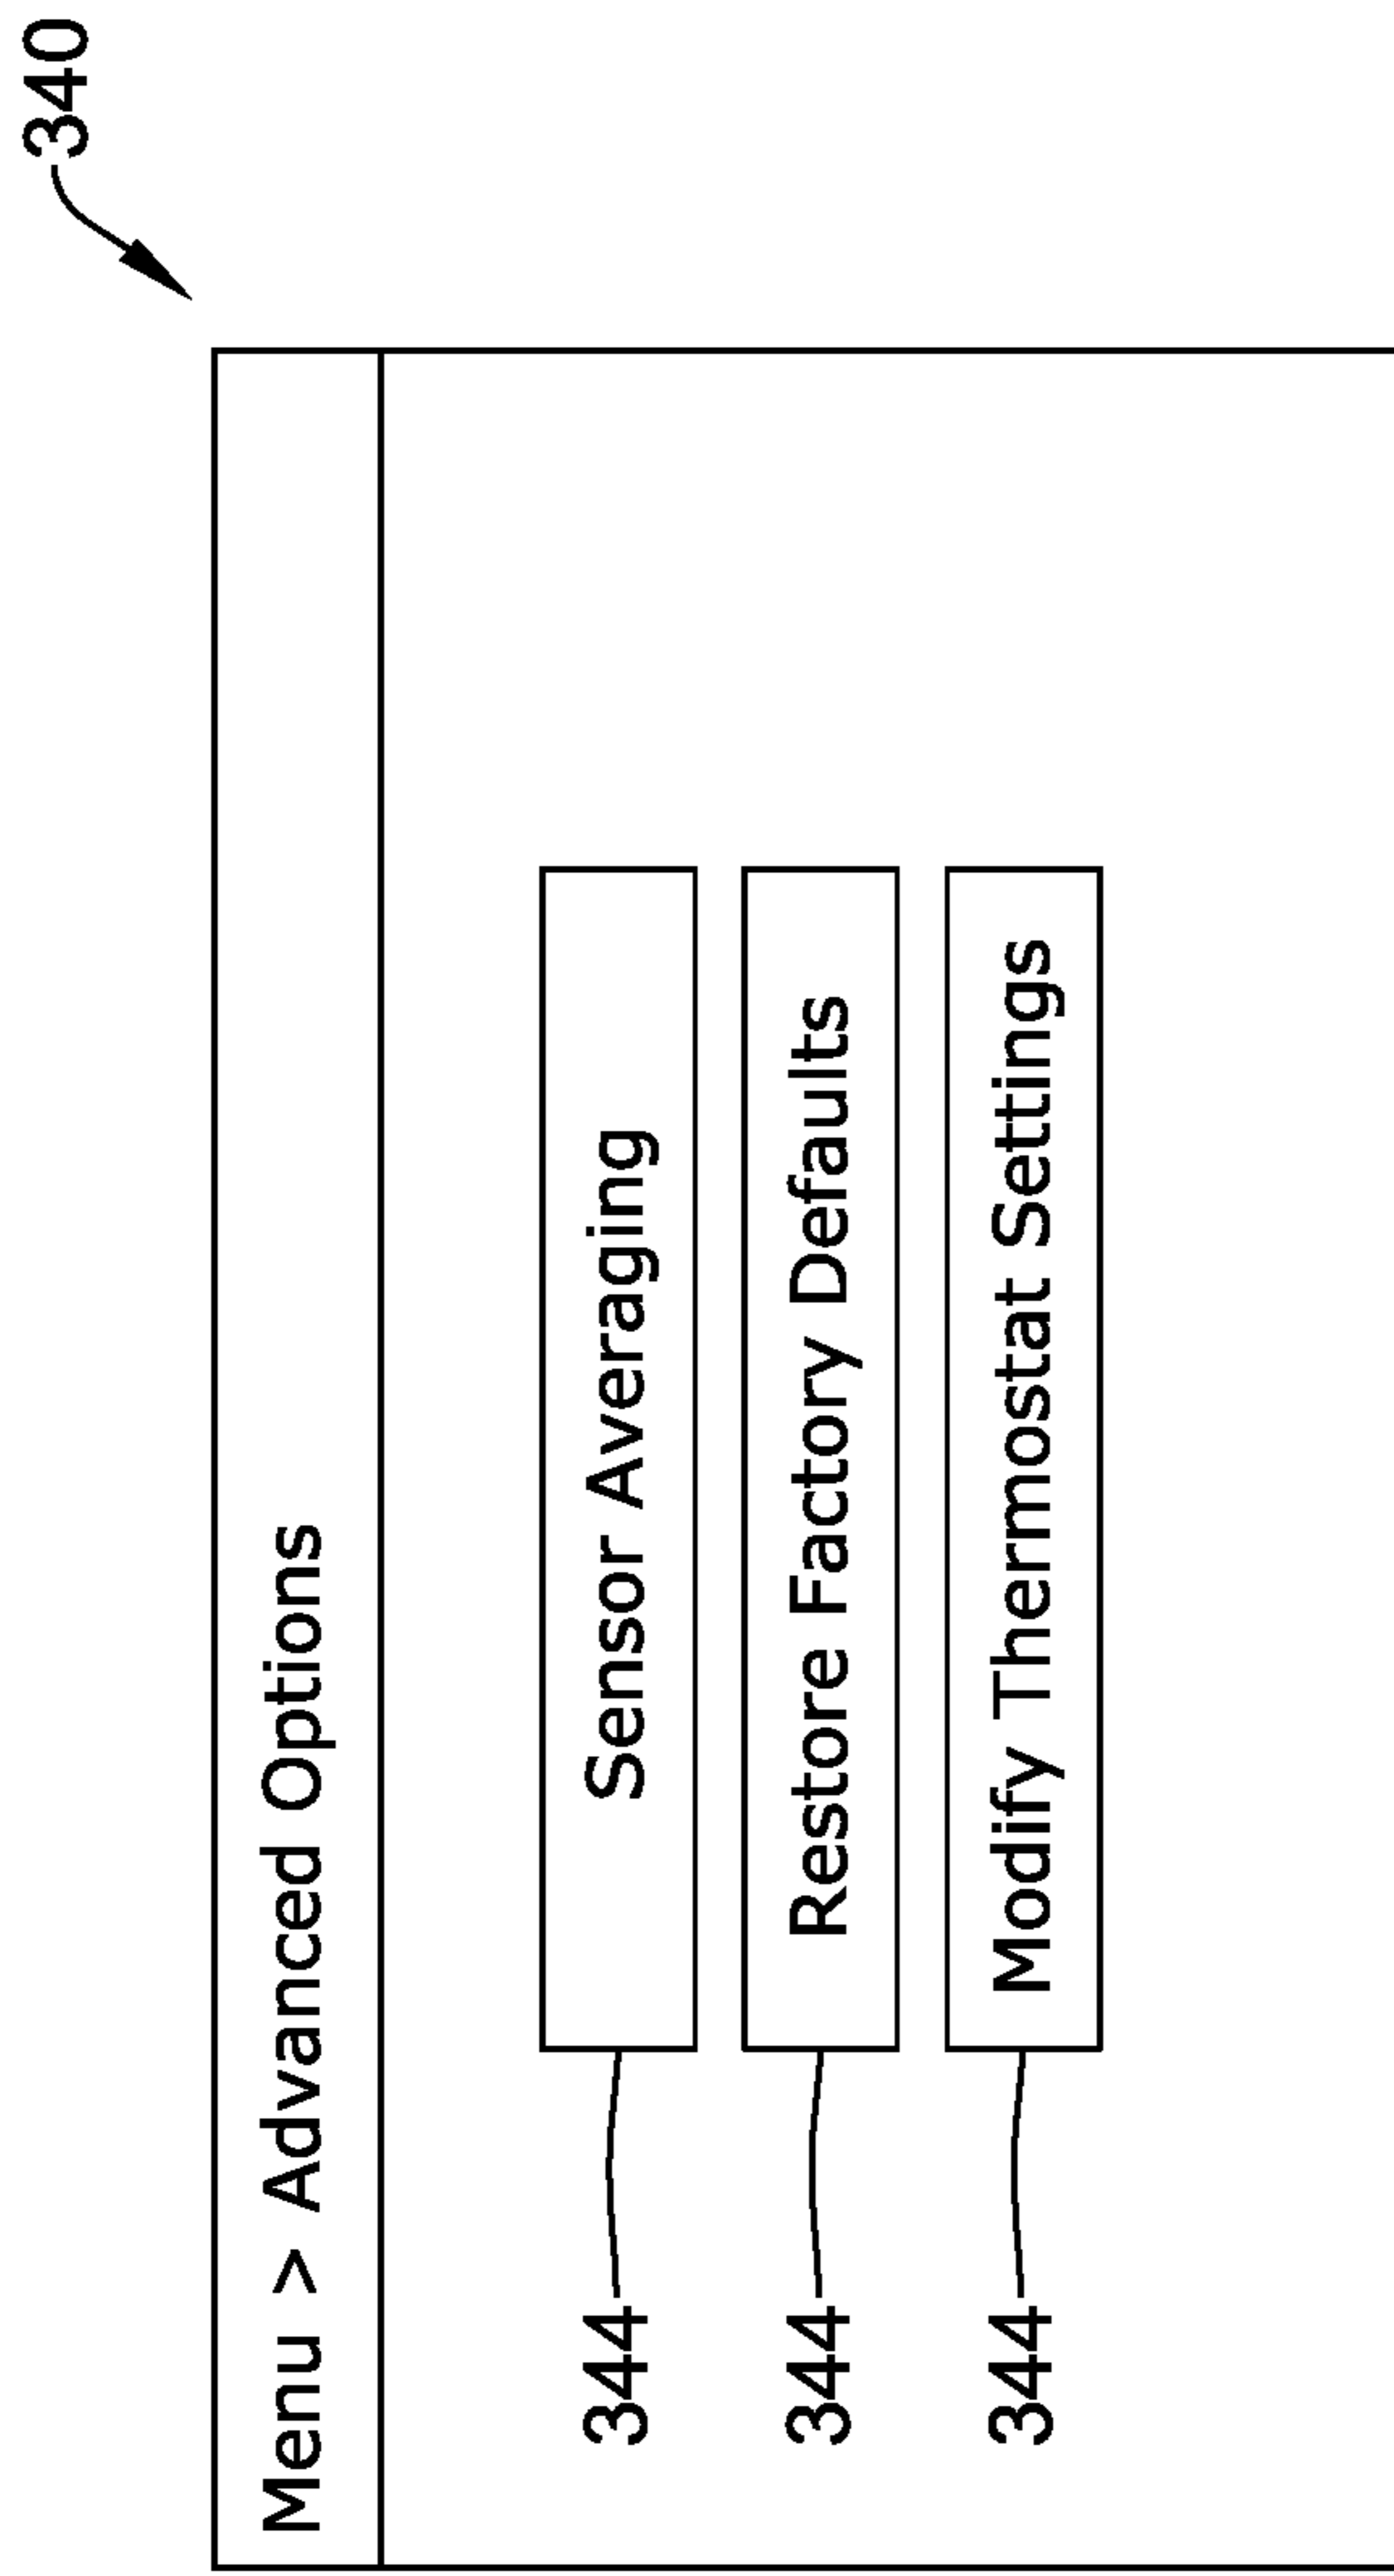 340
Menu > Advanced Options
344 Sensor Averaging
344 Restore Factory Defaults
344 Modify Thermostat Settings